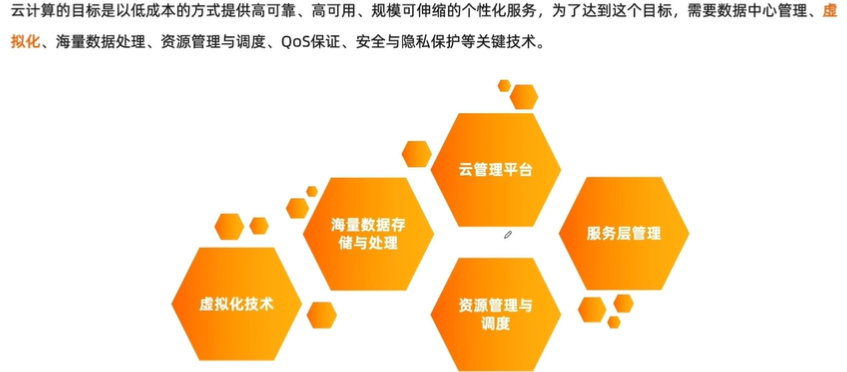 云计算的目标是以低成本的方式提供高可靠、高可用、规模可伸缩的个性化服务，为了达到这个目标，需要数据中心管理、虚
拟化、海量数据处理、资源管理与调度、QoS保证、安全与隐私保护等关键技术。
云管理平台
海量数据存
储与处理
服务层管理
虚拟化技术
资源管理与
调度